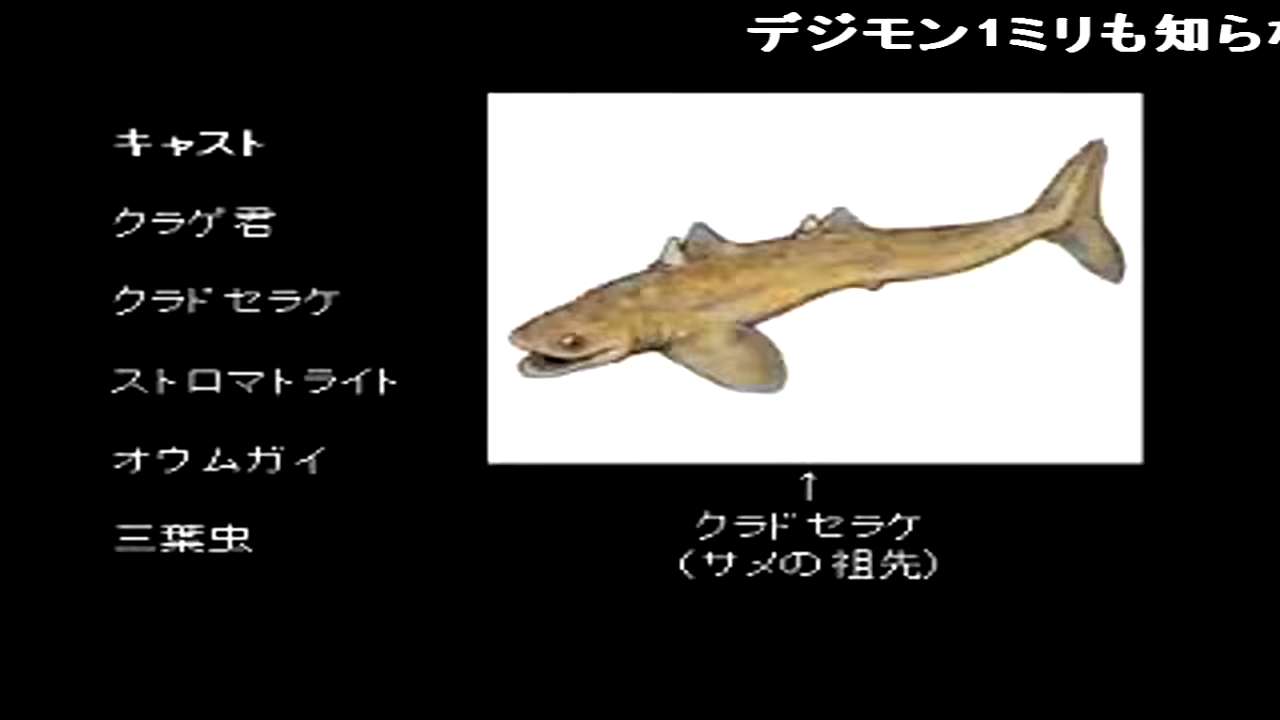 デジモン1ミリも知ら
キャスト
クラゲ君
クラドセラケ
ストロマトライト
オウムガイ
三葉虫
↑
クラドセラケ
(サメの祖先)